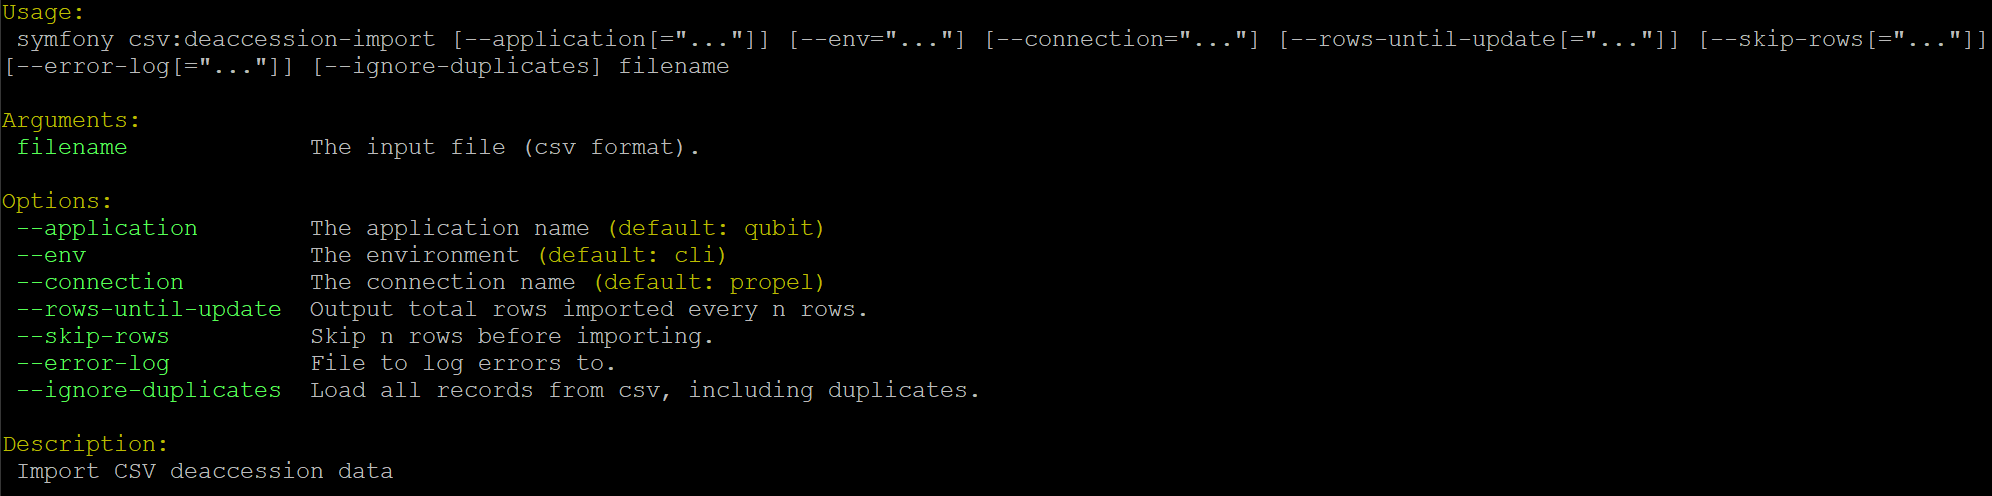 Usage:
symfony csv:deaccession-import [--application[="..."]] [--env="..."] [--connection="..."] [--rows-until-update[="..."]] [--skip-rows[="..."]]
[--error-log[="..."]] [--ignore-duplicates] filename
Arguments:
filename The input file (csv format).
Options:
--application The application name (default: qubit)
--env The environment (default: cli)
--connection The connection name (default: propel)
--rows-until-update Output total rows imported every n rows.
--skip-rows Skip n rows before importing.
--error-log File to log errors to.
--ignore-duplicates Load all records from csv, including duplicates.
Description:
Import CSV deaccession data